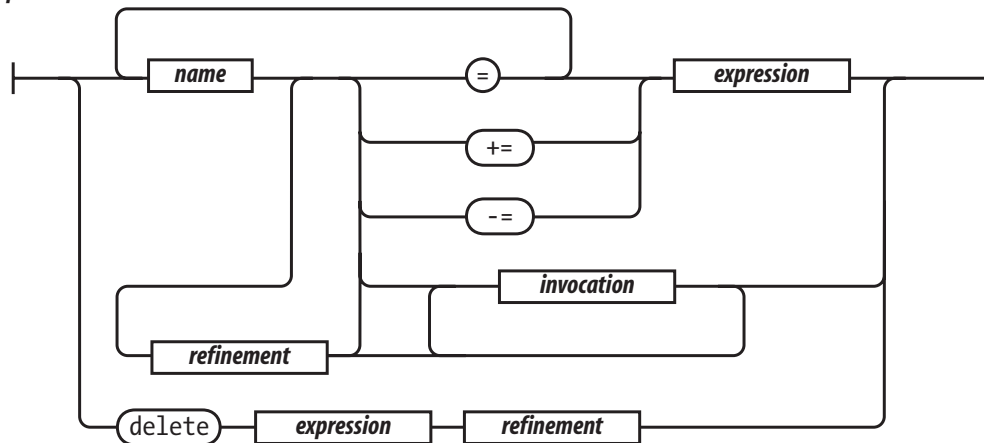 name = expression
+=
-=
invocation
refinement
delete expression refinement